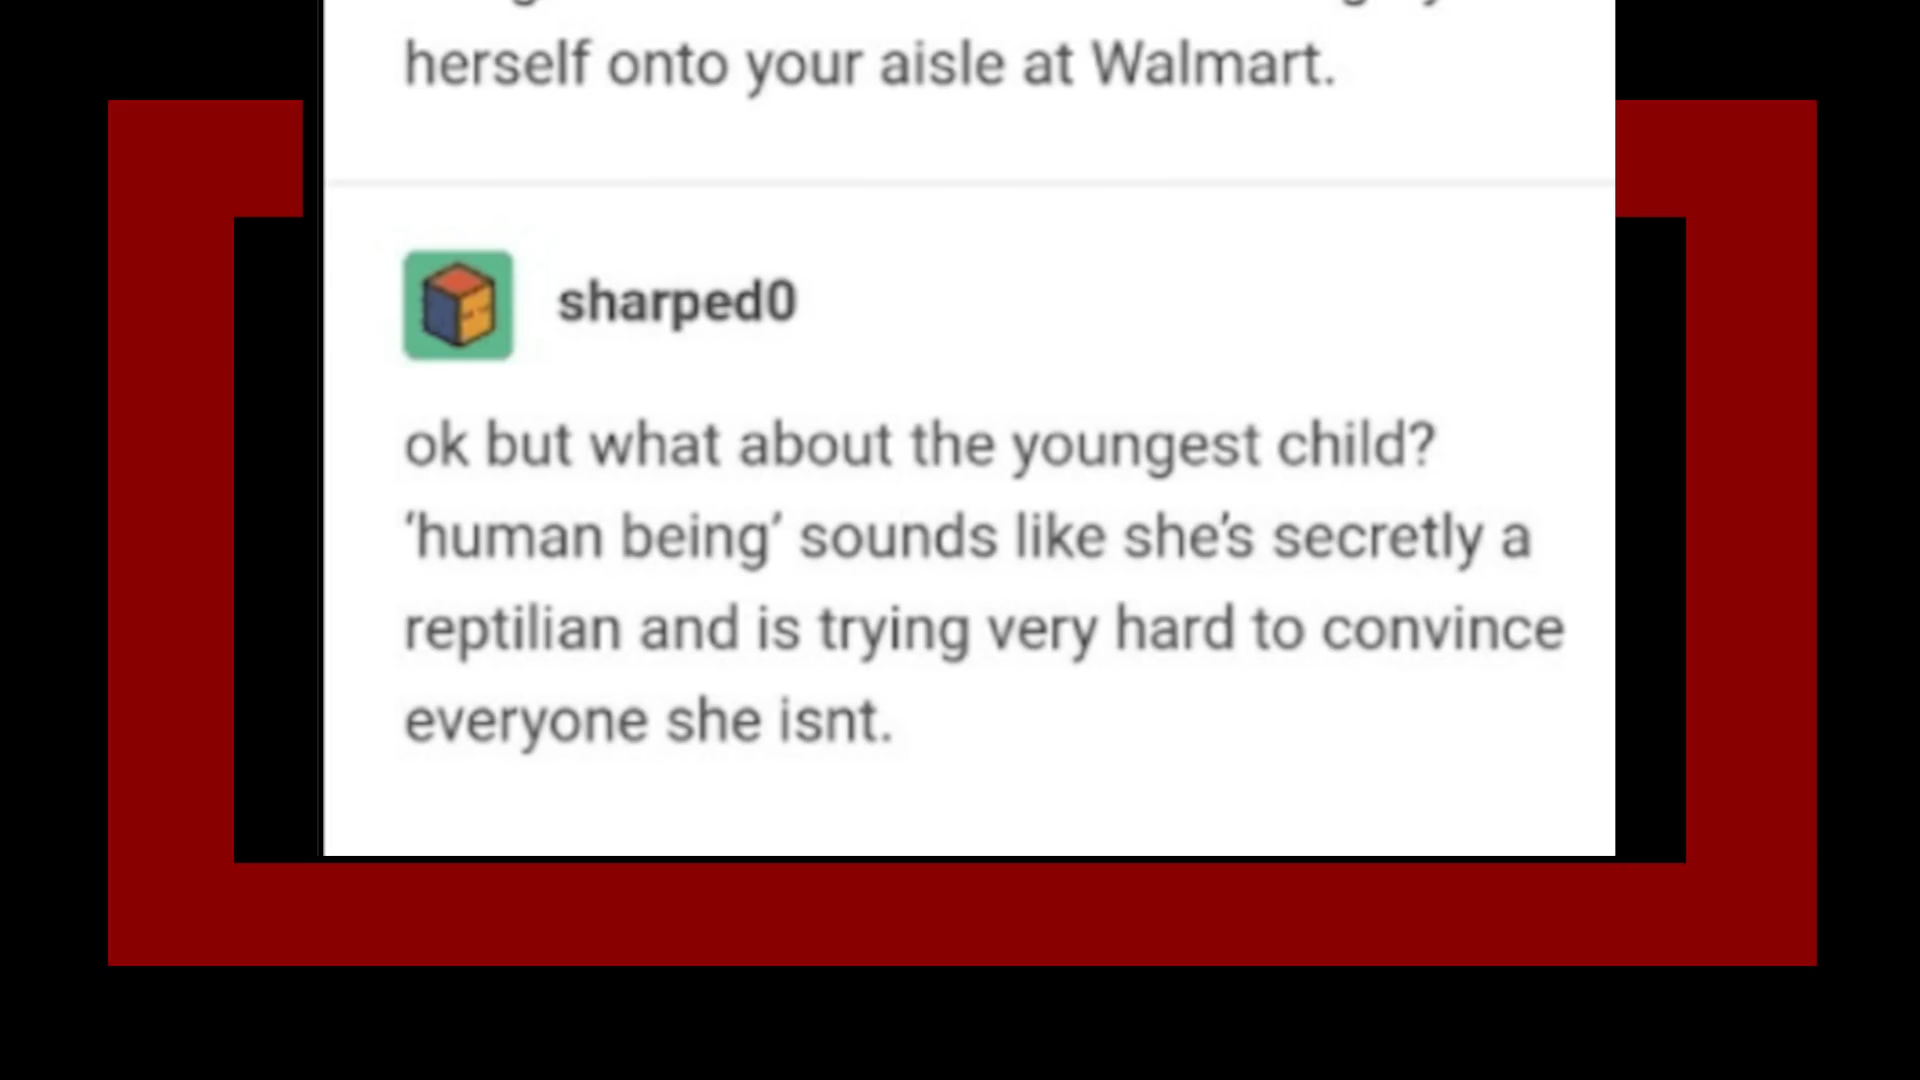 herself onto your aisle at Walmart.
sharped0
ok but what about the youngest child?
‘human being’ sounds like she’s secretly a
reptilian and is trying very hard to convince
everyone she isnt.